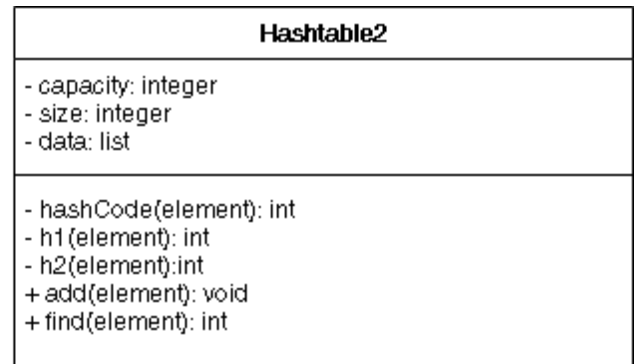 Hashtable2
- capacity: integer
- size: integer
- data: list
- hashCode(element): int
- h1(element): int
- h2(element):int
+ add(element): void
+ find(element): int